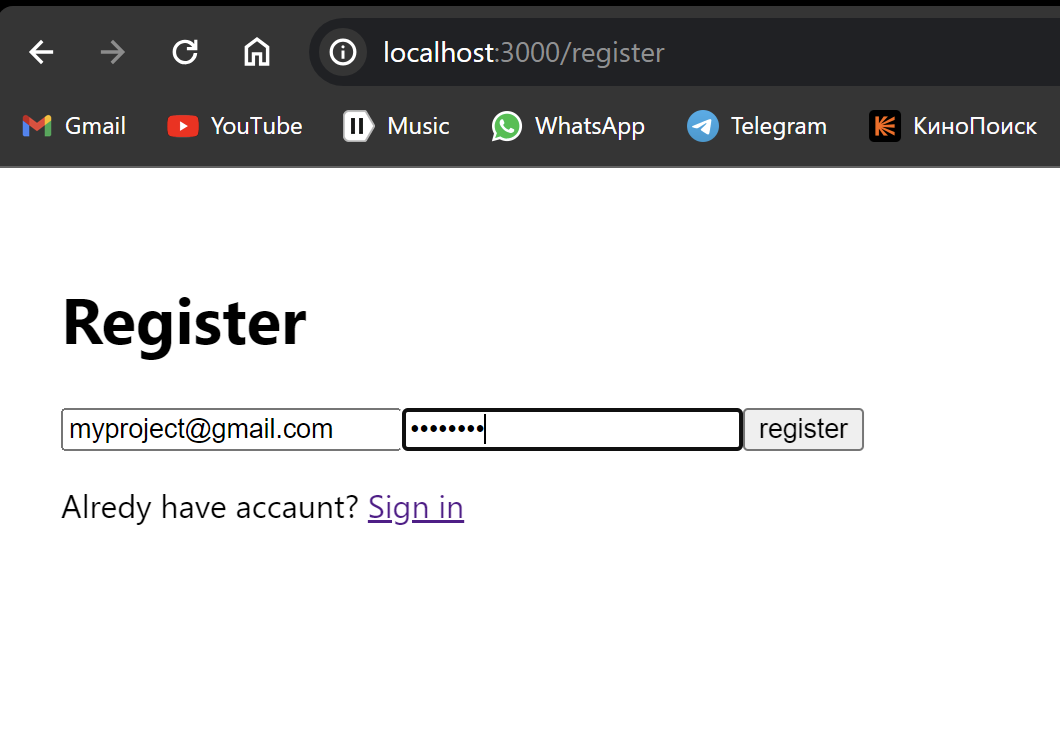 localhost:3000/register
Gmail YouTube Music WhatsApp Telegram КиноПоиск
Register
myproject@gmail.com •••••••• register
Alredy have accaunt? Sign in